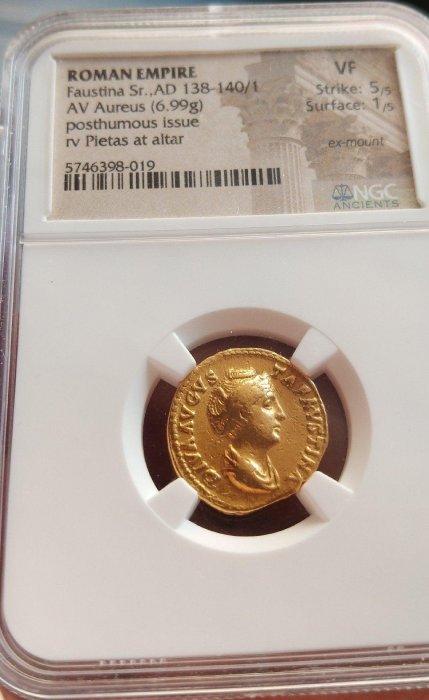 ROMAN EMPIRE
VF
Faustina Sr., AD 138-140/1
Strike: 5/5
AV Aureus (6.99g)
Surface: 1/5
posthumous issue
rv Pietas at altar
ex-mount
5746398-019
NGC
ANCIENTS
DIVA AVGVSTA FAVSTINA